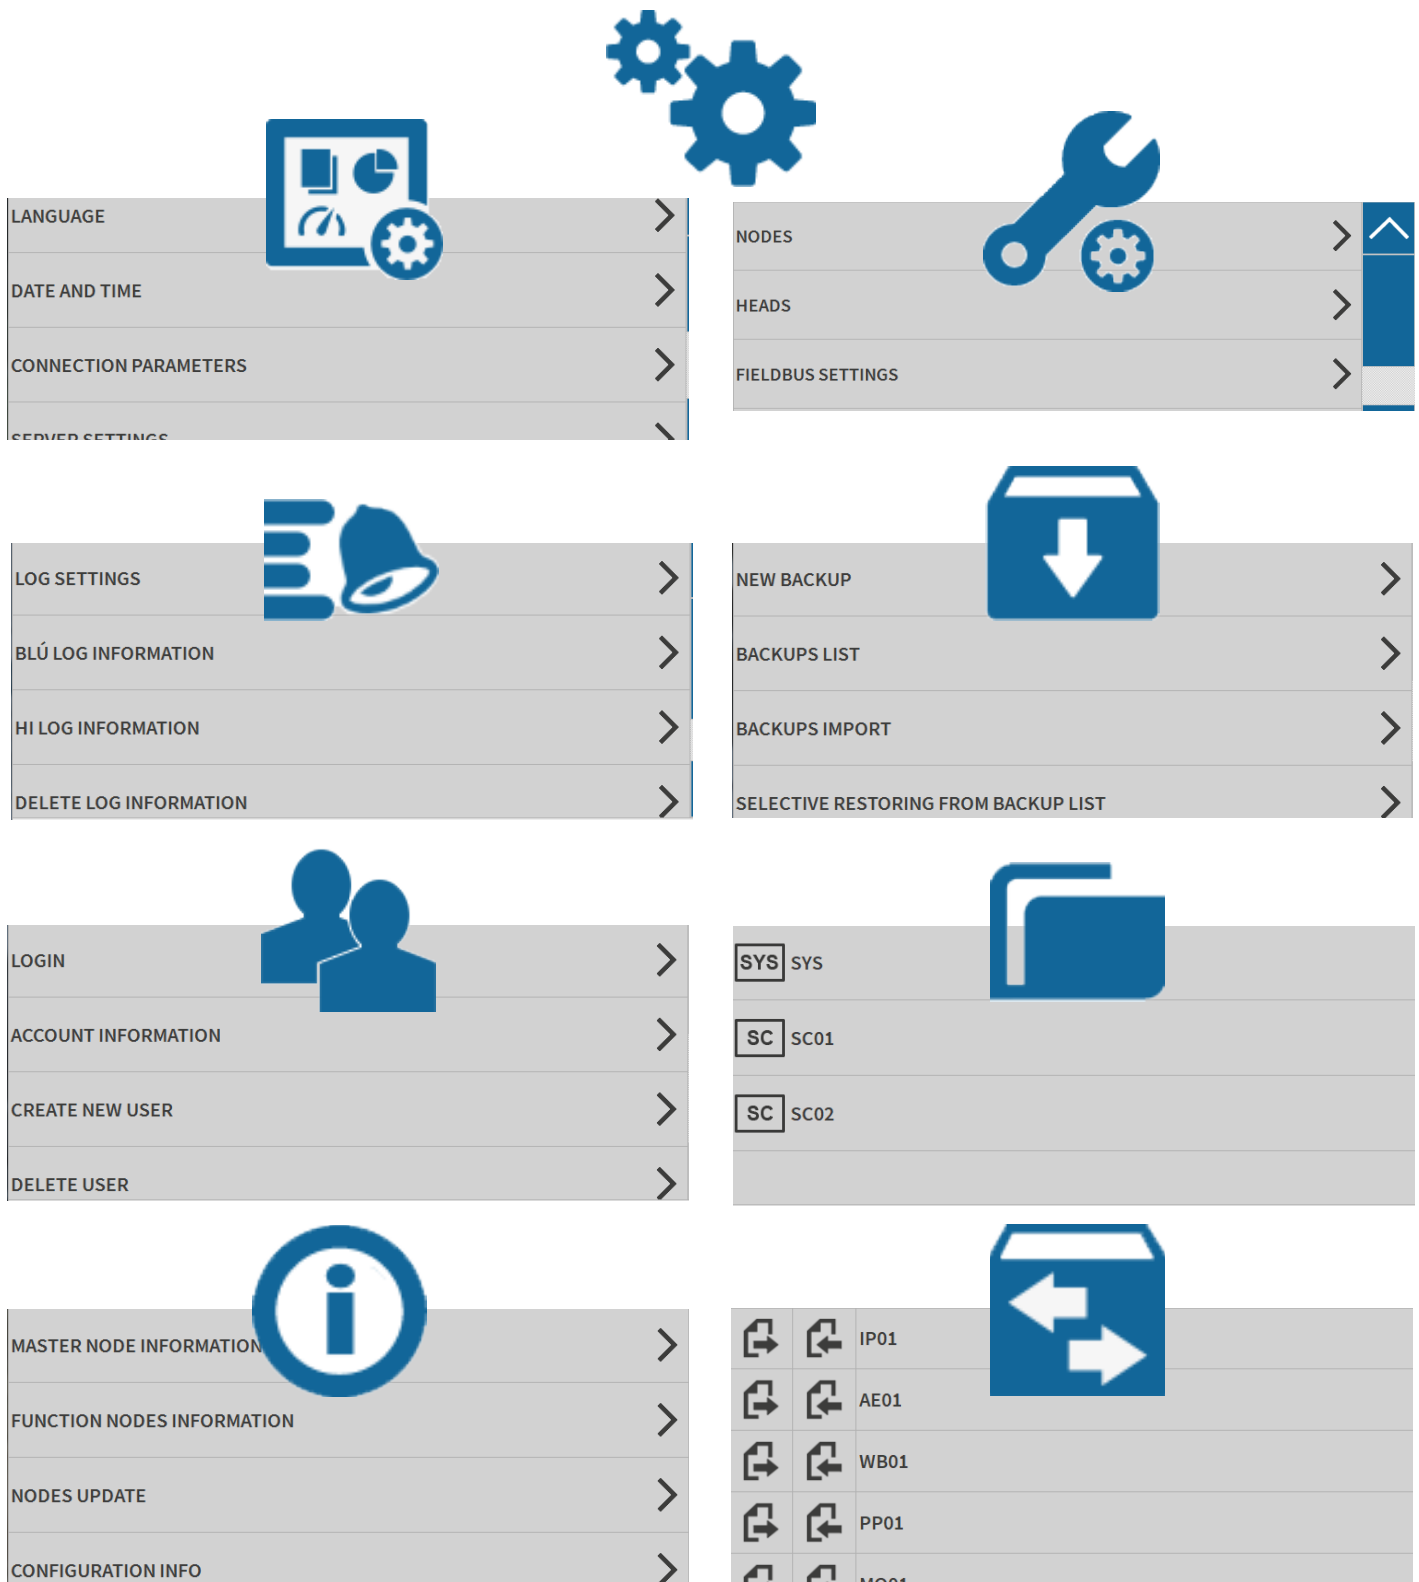 LANGUAGE
DATE AND TIME
CONNECTION PARAMETERS
SERVER SETTINGS
NODES
HEADS
FIELDBUS SETTINGS
LOG SETTINGS
BLÚ LOG INFORMATION
HI LOG INFORMATION
DELETE LOG INFORMATION
NEW BACKUP
BACKUPS LIST
BACKUPS IMPORT
SELECTIVE RESTORING FROM BACKUP LIST
LOGIN
ACCOUNT INFORMATION
CREATE NEW USER
DELETE USER
SYS SYS
SC SC01
SC SC02
MASTER NODE INFORMATION
FUNCTION NODES INFORMATION
NODES UPDATE
CONFIGURATION INFO
IP01
AE01
WB01
PP01